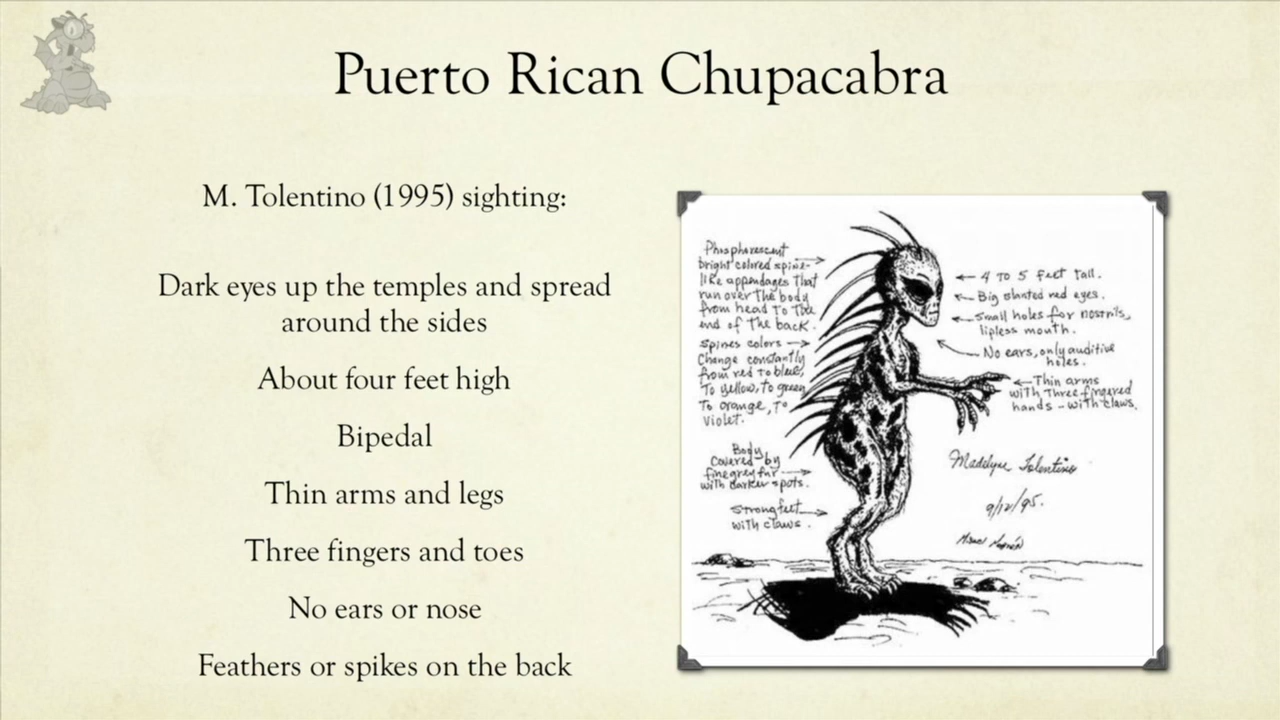 Puerto Rican Chupacabra
M. Tolentino (1995) sighting:
Dark eyes up the temples and spread
around the sides
About four feet high
Bipedal
Thin arms and legs
Three fingers and toes
No ears or nose
Feathers or spikes on the back
Phosphorescent
bright colored spine-
like appendages that
run over the body
from head to the
end of the back.
Spines colors
Change constantly
from red to blue,
To yellow, to green
To orange, to
violet.
Body
Covered by
fine grey fur
with darker spots.
Strong feet
with claws.
4 to 5 feet tall.
Big slanted red eyes.
Small holes for nostrils,
lipless mouth.
No ears, only auditive
holes.
Thin arms
with three-fingered
hands - with claws.
Madelyne Tolentino
9/12/95.